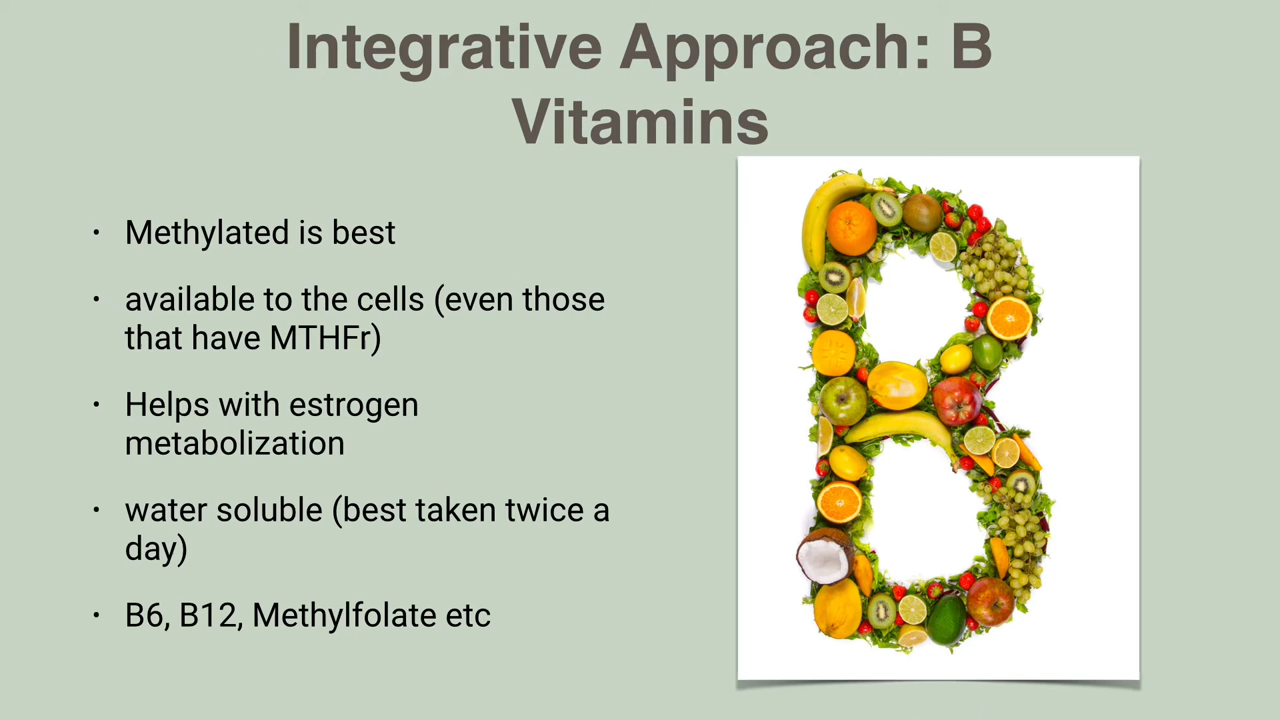 Integrative Approach: B
Vitamins
• Methylated is best
• available to the cells (even those
that have MTHFr)
• Helps with estrogen
metabolization
• water soluble (best taken twice a
day)
• B6, B12, Methylfolate etc